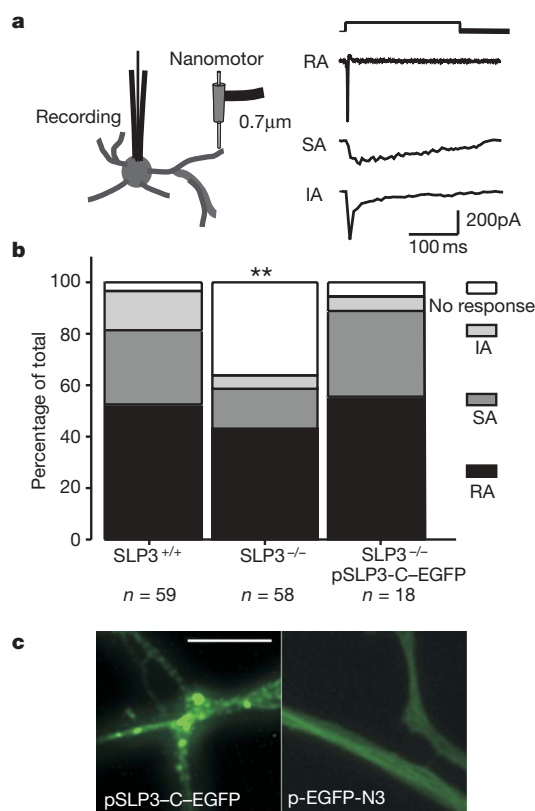 a
Nanomotor
Recording
0.7μm
RA
SA
IA
200pA
100 ms
b
**
100
80
60
40
20
0
Percentage of total
No response
IA
SA
RA
SLP3+/+
SLP3−/−
SLP3−/−
pSLP3-C–EGFP
n = 59
n = 58
n = 18
c
pSLP3–C–EGFP
p-EGFP-N3